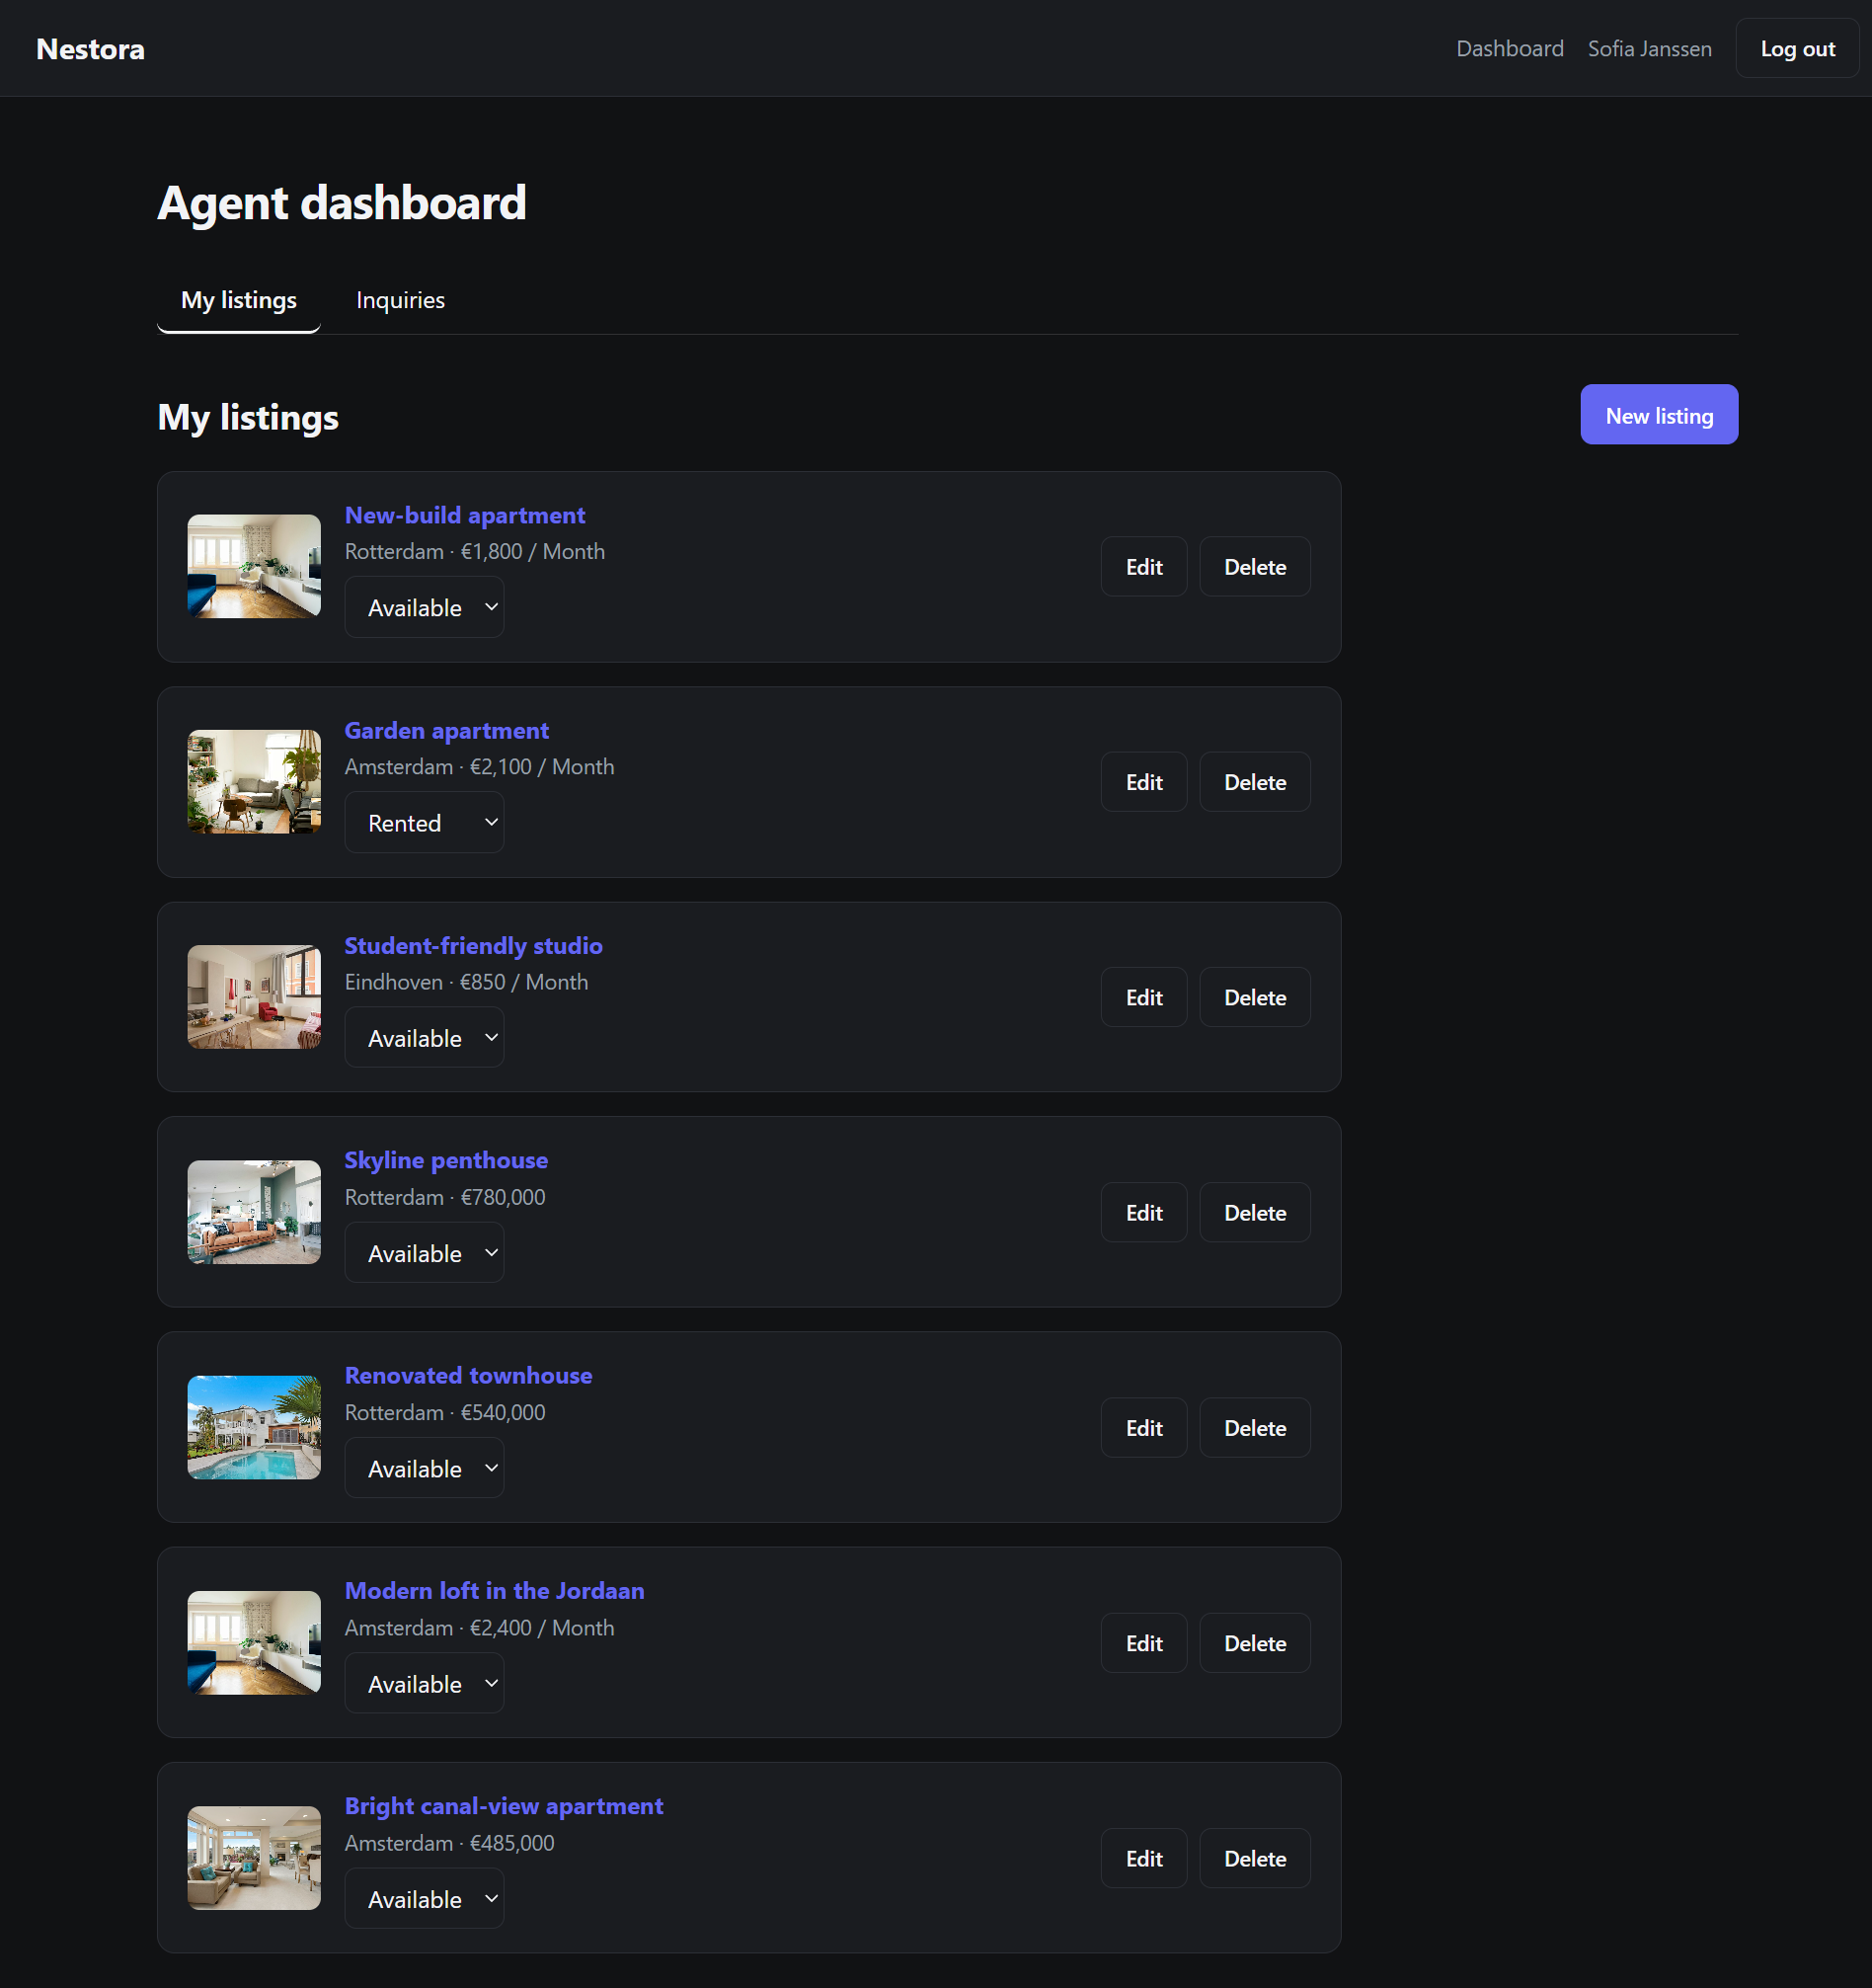 Nestora
Dashboard Sofia Janssen Log out
Agent dashboard
My listings Inquiries
My listings New listing
New-build apartment
Rotterdam · €1,800 / Month
Available
Edit Delete
Garden apartment
Amsterdam · €2,100 / Month
Rented
Edit Delete
Student-friendly studio
Eindhoven · €850 / Month
Available
Edit Delete
Skyline penthouse
Rotterdam · €780,000
Available
Edit Delete
Renovated townhouse
Rotterdam · €540,000
Available
Edit Delete
Modern loft in the Jordaan
Amsterdam · €2,400 / Month
Available
Edit Delete
Bright canal-view apartment
Amsterdam · €485,000
Available
Edit Delete